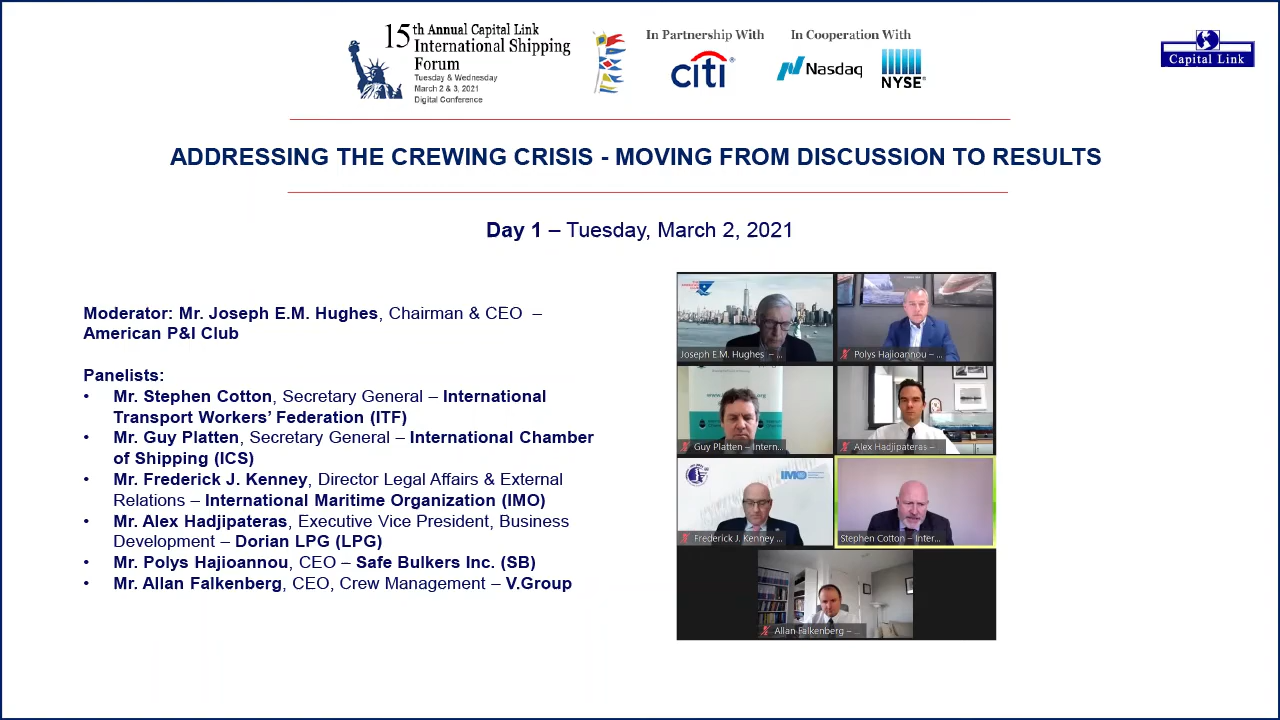 15th Annual Capital Link
International Shipping
Forum
Tuesday & Wednesday
March 2 & 3, 2021
Digital Conference
In Partnership With
citi
In Cooperation With
Nasdaq
NYSE
Capital Link
ADDRESSING THE CREWING CRISIS - MOVING FROM DISCUSSION TO RESULTS
Day 1 – Tuesday, March 2, 2021
Moderator: Mr. Joseph E.M. Hughes, Chairman & CEO –
American P&I Club
Panelists:
• Mr. Stephen Cotton, Secretary General – International
Transport Workers' Federation (ITF)
• Mr. Guy Platten, Secretary General – International Chamber
of Shipping (ICS)
• Mr. Frederick J. Kenney, Director Legal Affairs & External
Relations – International Maritime Organization (IMO)
• Mr. Alex Hadjipateras, Executive Vice President, Business
Development – Dorian LPG (LPG)
• Mr. Polys Hajioannou, CEO – Safe Bulkers Inc. (SB)
• Mr. Allan Falkenberg, CEO, Crew Management – V.Group
Joseph E.M. Hughes – ...
Polys Hajioannou – ...
Guy Platten – Intern...
Alex Hadjipateras –
IMO
Frederick J. Kenney – ...
Stephen Cotton – Inter...
Allan Falkenberg – ...